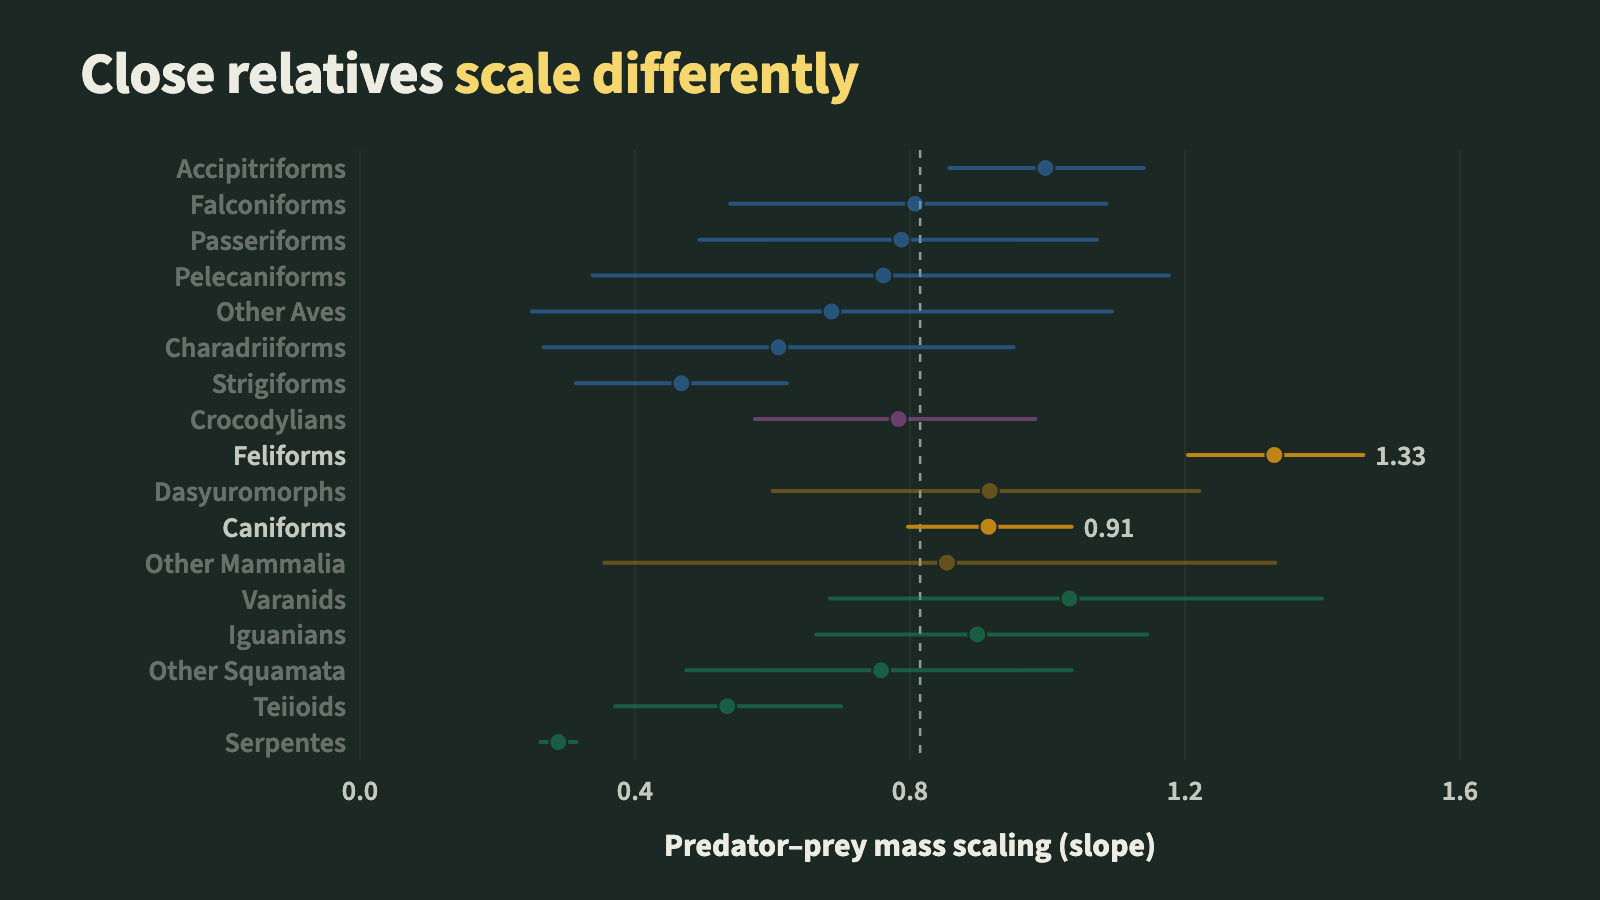 Close relatives scale differently
Accipitriforms
Falconiforms
Passeriforms
Pelecaniforms
Other Aves
Charadriiforms
Strigiforms
Crocodylians
Feliforms
1.33
Dasyuromorphs
Caniforms
0.91
Other Mammalia
Varanids
Iguanians
Other Squamata
Teiioids
Serpentes
0.0 0.4 0.8 1.2 1.6
Predator–prey mass scaling (slope)